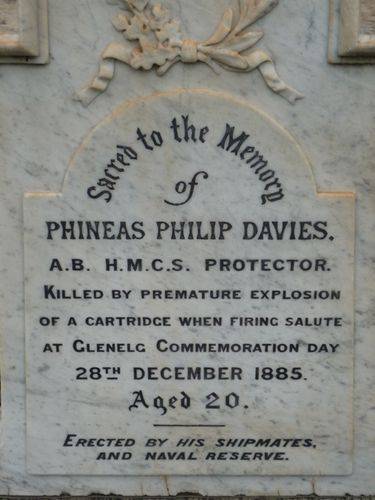 Sacred to the Memory
of
PHINEAS PHILIP DAVIES.
A.B. H.M.C.S. PROTECTOR.
KILLED BY PREMATURE EXPLOSION
OF A CARTRIDGE WHEN FIRING SALUTE
AT GLENELG COMMEMORATION DAY
28TH DECEMBER 1885.
Aged 20.
ERECTED BY HIS SHIPMATES,
AND NAVAL RESERVE.